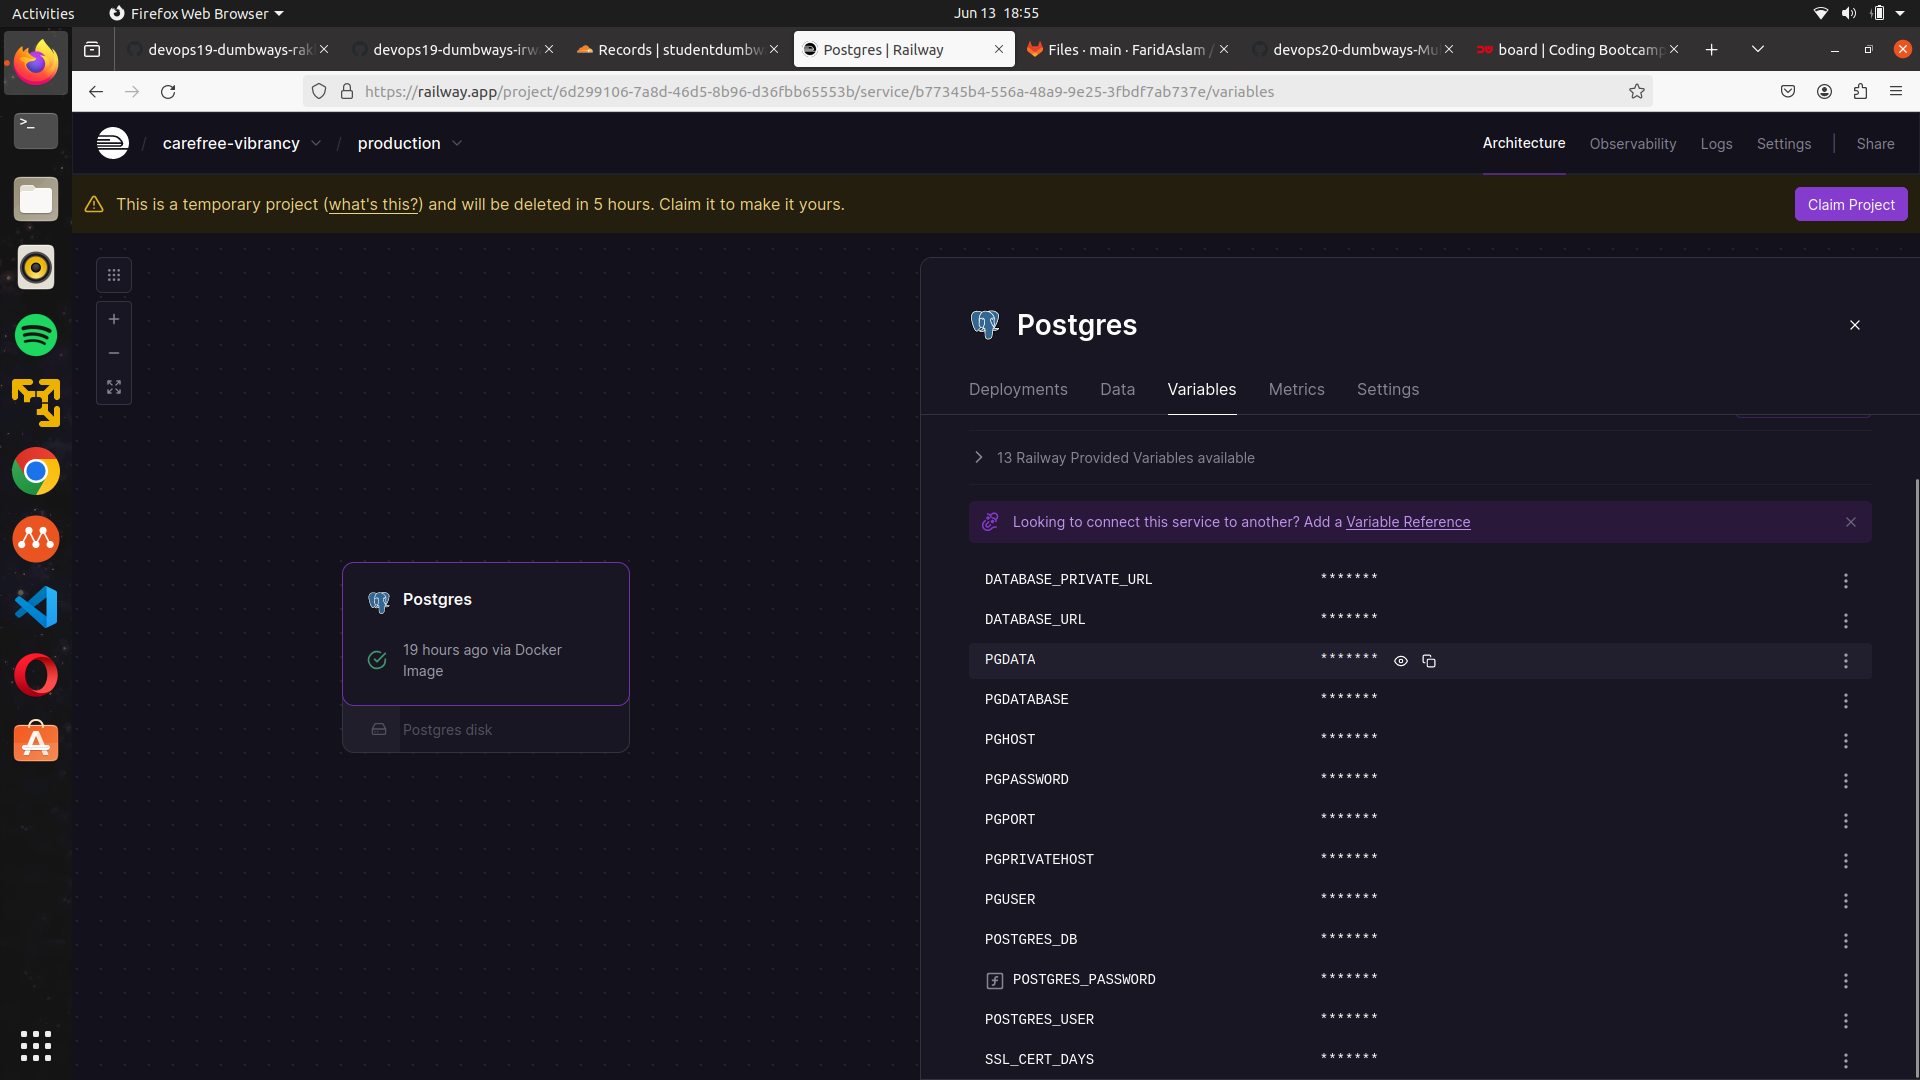 Activities
Firefox Web Browser
Jun 13 18:55
devops19-dumbways-rak
devops19-dumbways-irw
Records | studentdumbw
Postgres | Railway
Files · main · FaridAslam /
devops20-dumbways-Mu
board | Coding Bootcamp
https://railway.app/project/6d299106-7a8d-46d5-8b96-d36fbb65553b/service/b77345b4-556a-48a9-9e25-3fbdf7ab737e/variables
/ carefree-vibrancy / production
Architecture
Observability
Logs
Settings
Share
This is a temporary project (what's this?) and will be deleted in 5 hours. Claim it to make it yours.
Claim Project
Postgres
19 hours ago via Docker
Image
Postgres disk
Postgres
Deployments
Data
Variables
Metrics
Settings
13 Railway Provided Variables available
Looking to connect this service to another? Add a Variable Reference
DATABASE_PRIVATE_URL *******
DATABASE_URL *******
PGDATA *******
PGDATABASE *******
PGHOST *******
PGPASSWORD *******
PGPORT *******
PGPRIVATEHOST *******
PGUSER *******
POSTGRES_DB *******
POSTGRES_PASSWORD *******
POSTGRES_USER *******
SSL_CERT_DAYS *******